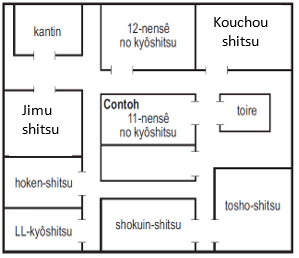 kantin
12-nensê
no kyôshitsu
Kouchou
shitsu
Jimu
shitsu
Contoh
11-nensê
no kyôshitsu
toire
hoken-shitsu
LL-kyôshitsu
shokuin-shitsu
tosho-shitsu